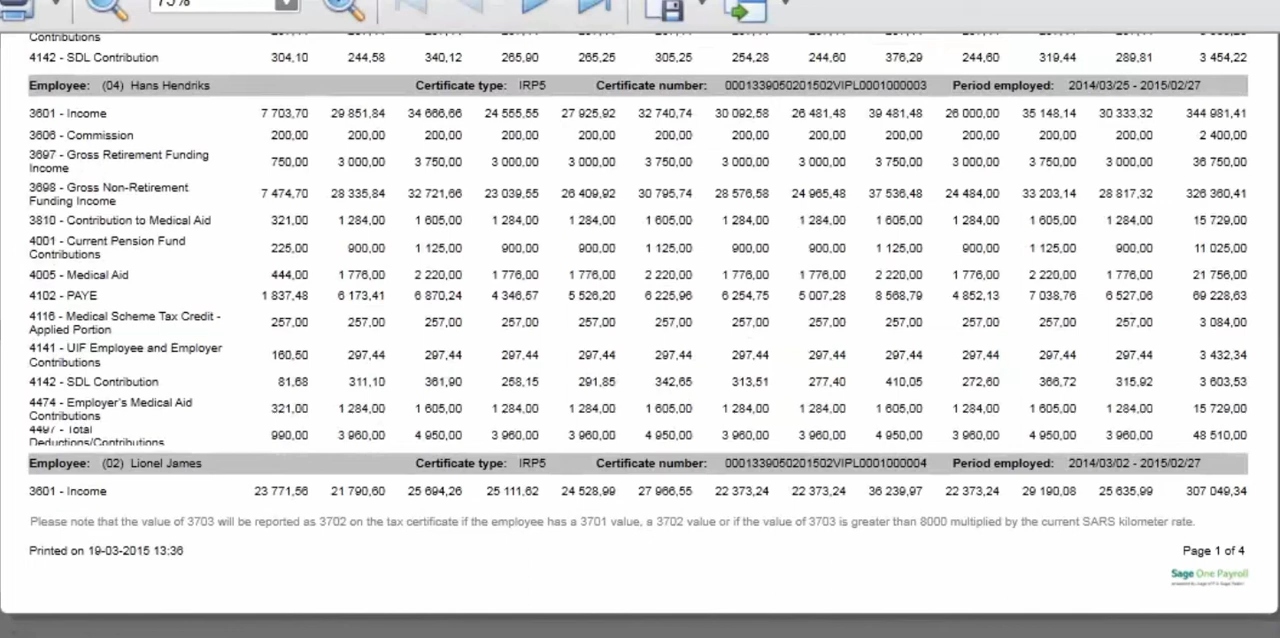 75%
Contributions
4142 - SDL Contribution 304,10 244,58 340,12 265,90 265,25 305,25 254,28 244,60 376,29 244,60 319,44 289,81 3 454,22
Employee: (04) Hans Hendriks Certificate type: IRP5 Certificate number: 0001339050201502VIPL0001000003 Period employed: 2014/03/25 - 2015/02/27
3601 - Income 7 703,70 29 851,84 34 666,66 24 555,55 27 925,92 32 740,74 30 092,58 26 481,48 39 481,48 26 000,00 35 148,14 30 333,32 344 981,41
3606 - Commission 200,00 200,00 200,00 200,00 200,00 200,00 200,00 200,00 200,00 200,00 200,00 200,00 2 400,00
3697 - Gross Retirement Funding
Income 750,00 3 000,00 3 750,00 3 000,00 3 000,00 3 750,00 3 000,00 3 000,00 3 750,00 3 000,00 3 750,00 3 000,00 36 750,00
3698 - Gross Non-Retirement
Funding Income 7 474,70 28 335,84 32 721,66 23 039,55 26 409,92 30 795,74 28 576,58 24 965,48 37 536,48 24 484,00 33 203,14 28 817,32 326 360,41
3810 - Contribution to Medical Aid 321,00 1 284,00 1 605,00 1 284,00 1 284,00 1 605,00 1 284,00 1 284,00 1 605,00 1 284,00 1 605,00 1 284,00 15 729,00
4001 - Current Pension Fund
Contributions 225,00 900,00 1 125,00 900,00 900,00 1 125,00 900,00 900,00 1 125,00 900,00 1 125,00 900,00 11 025,00
4005 - Medical Aid 444,00 1 776,00 2 220,00 1 776,00 1 776,00 2 220,00 1 776,00 1 776,00 2 220,00 1 776,00 2 220,00 1 776,00 21 756,00
4102 - PAYE 1 837,48 6 173,41 6 870,24 4 346,57 5 526,20 6 225,96 6 254,75 5 007,28 8 568,79 4 852,13 7 038,76 6 527,06 69 228,63
4116 - Medical Scheme Tax Credit -
Applied Portion 257,00 257,00 257,00 257,00 257,00 257,00 257,00 257,00 257,00 257,00 257,00 257,00 3 084,00
4141 - UIF Employee and Employer
Contributions 160,50 297,44 297,44 297,44 297,44 297,44 297,44 297,44 297,44 297,44 297,44 297,44 3 432,34
4142 - SDL Contribution 81,68 311,10 361,90 258,15 291,85 342,65 313,51 277,40 410,05 272,60 366,72 315,92 3 603,53
4474 - Employer's Medical Aid
Contributions 321,00 1 284,00 1 605,00 1 284,00 1 284,00 1 605,00 1 284,00 1 284,00 1 605,00 1 284,00 1 605,00 1 284,00 15 729,00
4497 - Total
Deductions/Contributions 990,00 3 960,00 4 950,00 3 960,00 3 960,00 4 950,00 3 960,00 3 960,00 4 950,00 3 960,00 4 950,00 3 960,00 48 510,00
Employee: (02) Lionel James Certificate type: IRP5 Certificate number: 0001339050201502VIPL0001000004 Period employed: 2014/03/02 - 2015/02/27
3601 - Income 23 771,56 21 790,60 25 694,26 25 111,62 24 528,99 27 966,55 22 373,24 22 373,24 36 239,97 22 373,24 29 190,08 25 635,99 307 049,34
Please note that the value of 3703 will be reported as 3702 on the tax certificate if the employee has a 3701 value, a 3702 value or if the value of 3703 is greater than 8000 multiplied by the current SARS kilometer rate.
Printed on 19-03-2015 13:36 Page 1 of 4
Sage One Payroll